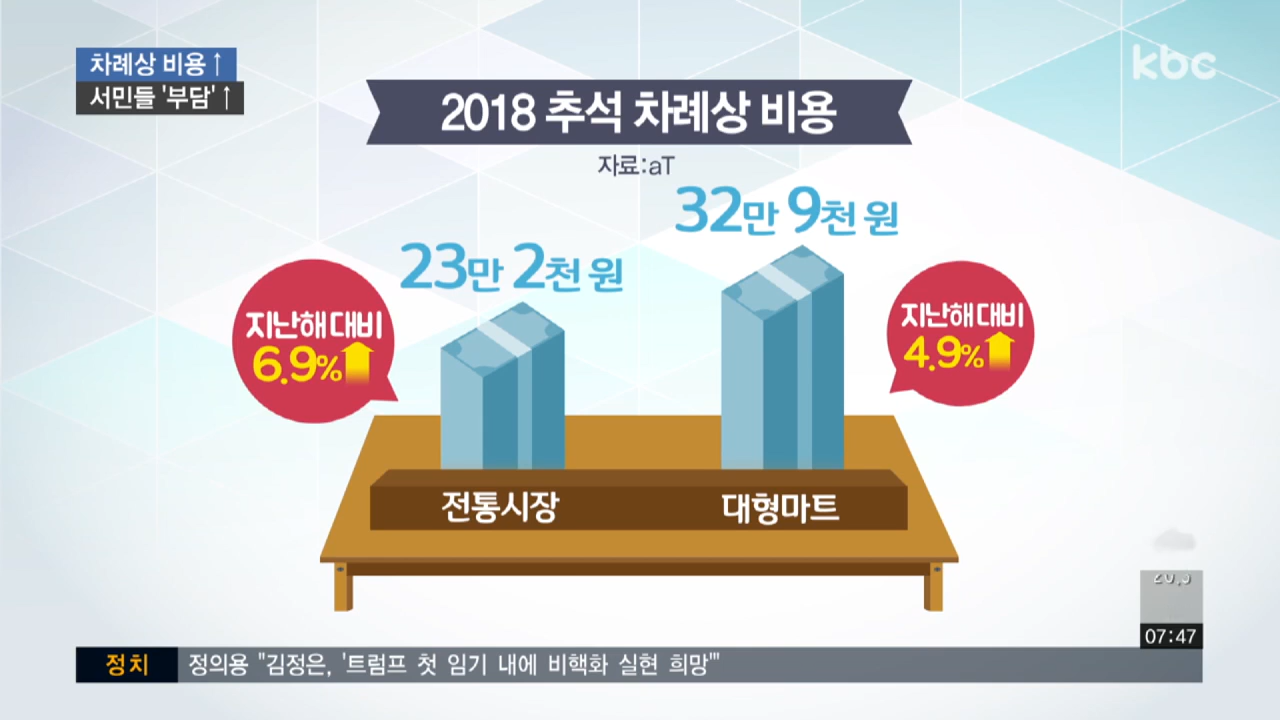 차례상 비용↑
서민들 '부담'↑
kbc
2018 추석 차례상 비용
자료:aT
23만 2천 원
32만 9천 원
지난해 대비
6.9%
지난해 대비
4.9%
전통시장
대형마트
07:47
정치 정의용 "김정은, '트럼프 첫 임기 내에 비핵화 실현 희망'"